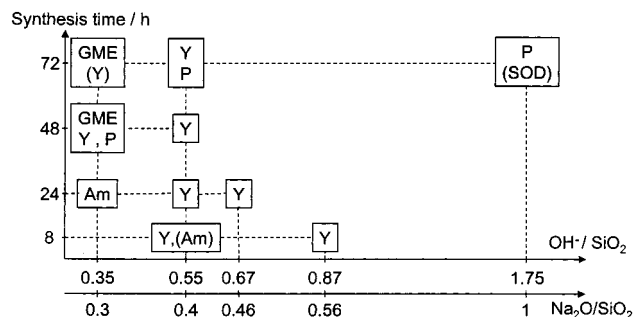 Synthesis time / h
72
GME
(Y)
Y
P
P
(SOD)
48
GME
Y , P
Y
24
Am
Y
Y
8
Y,(Am)
Y
OH⁻/ SiO₂
0.35 0.55 0.67 0.87 1.75
0.3 0.4 0.46 0.56 1 Na₂O/SiO₂